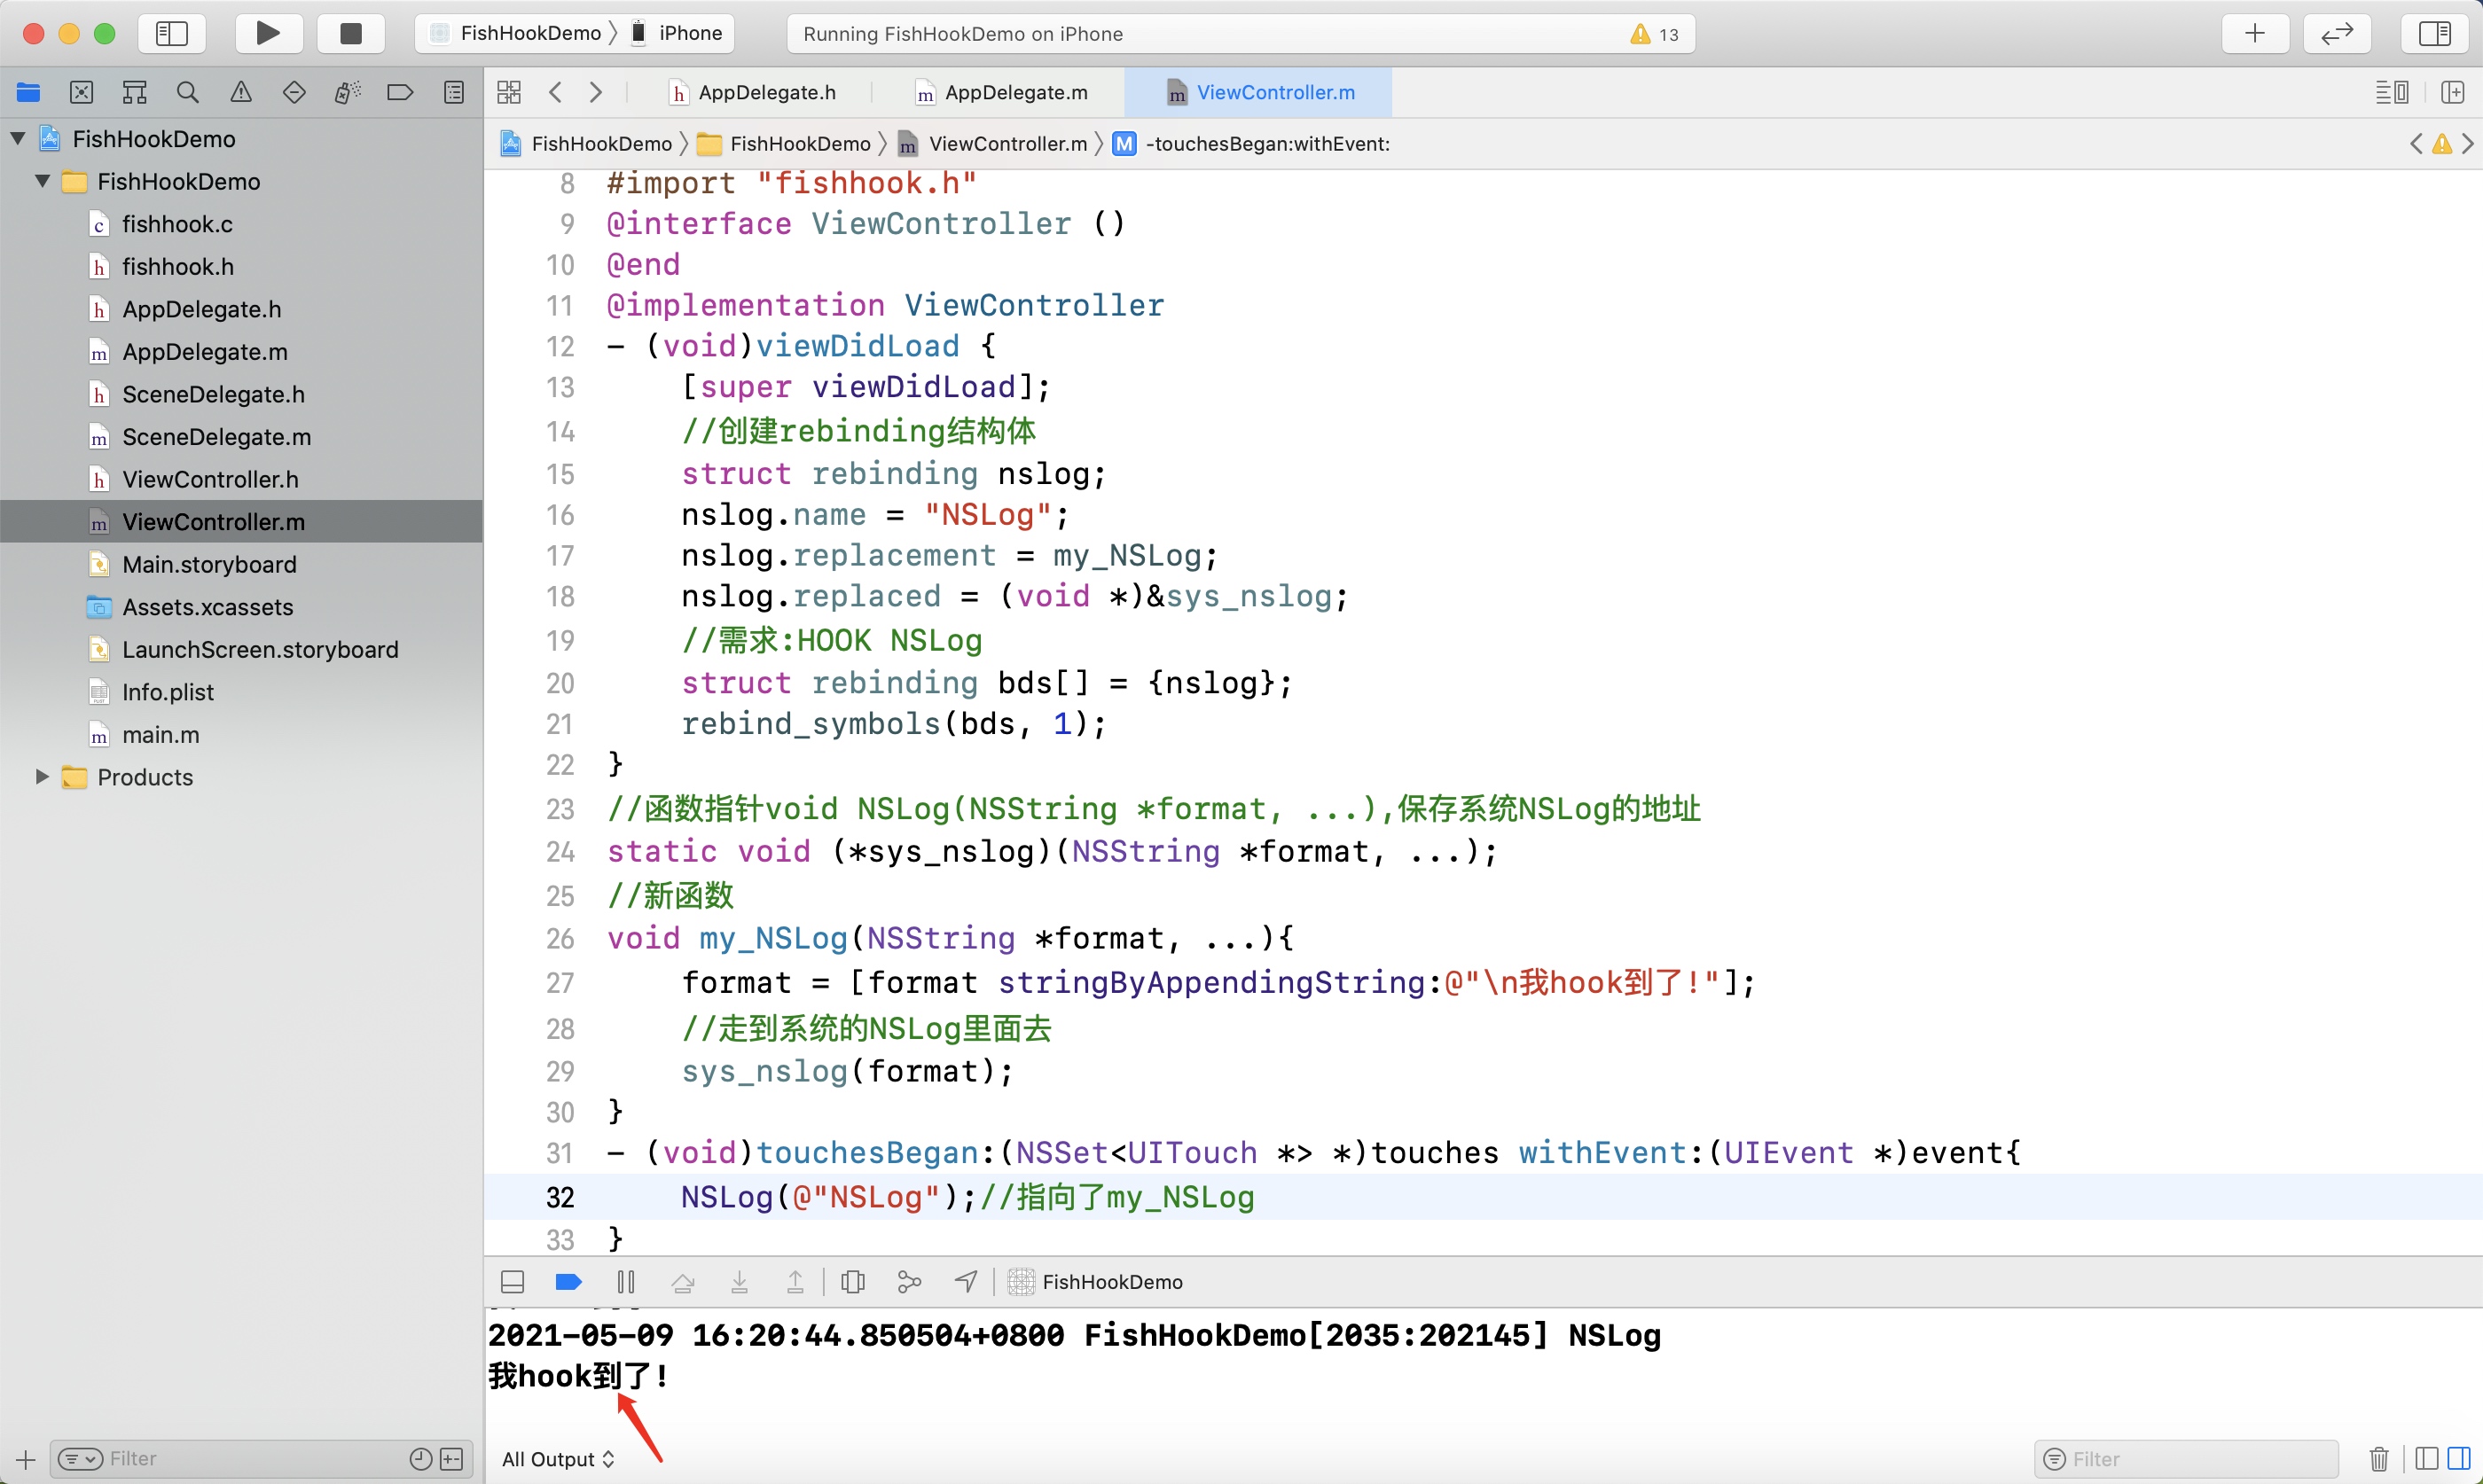 FishHookDemo 〉 iPhone
Running FishHookDemo on iPhone
13
AppDelegate.h
AppDelegate.m
ViewController.m
FishHookDemo 〉 FishHookDemo 〉 ViewController.m 〉 M -touchesBegan:withEvent:
FishHookDemo
FishHookDemo
c fishhook.c
h fishhook.h
h AppDelegate.h
m AppDelegate.m
h SceneDelegate.h
m SceneDelegate.m
h ViewController.h
m ViewController.m
Main.storyboard
Assets.xcassets
LaunchScreen.storyboard
Info.plist
m main.m
Products
8 #import "fishhook.h"
9 @interface ViewController ()
10 @end
11 @implementation ViewController
12 - (void)viewDidLoad {
13 [super viewDidLoad];
14 //创建rebinding结构体
15 struct rebinding nslog;
16 nslog.name = "NSLog";
17 nslog.replacement = my_NSLog;
18 nslog.replaced = (void *)&sys_nslog;
19 //需求:HOOK NSLog
20 struct rebinding bds[] = {nslog};
21 rebind_symbols(bds, 1);
22 }
23 //函数指针void NSLog(NSString *format, ...),保存系统NSLog的地址
24 static void (*sys_nslog)(NSString *format, ...);
25 //新函数
26 void my_NSLog(NSString *format, ...){
27 format = [format stringByAppendingString:@"\n我hook到了!"];
28 //走到系统的NSLog里面去
29 sys_nslog(format);
30 }
31 - (void)touchesBegan:(NSSet<UITouch *> *)touches withEvent:(UIEvent *)event{
32 NSLog(@"NSLog");//指向了my_NSLog
33 }
FishHookDemo
2021-05-09 16:20:44.850504+0800 FishHookDemo[2035:202145] NSLog
我hook到了!
Filter
All Output
Filter